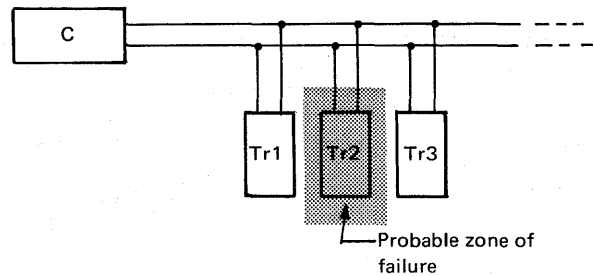 C
Tr1
Tr2
Tr3
Probable zone of
failure